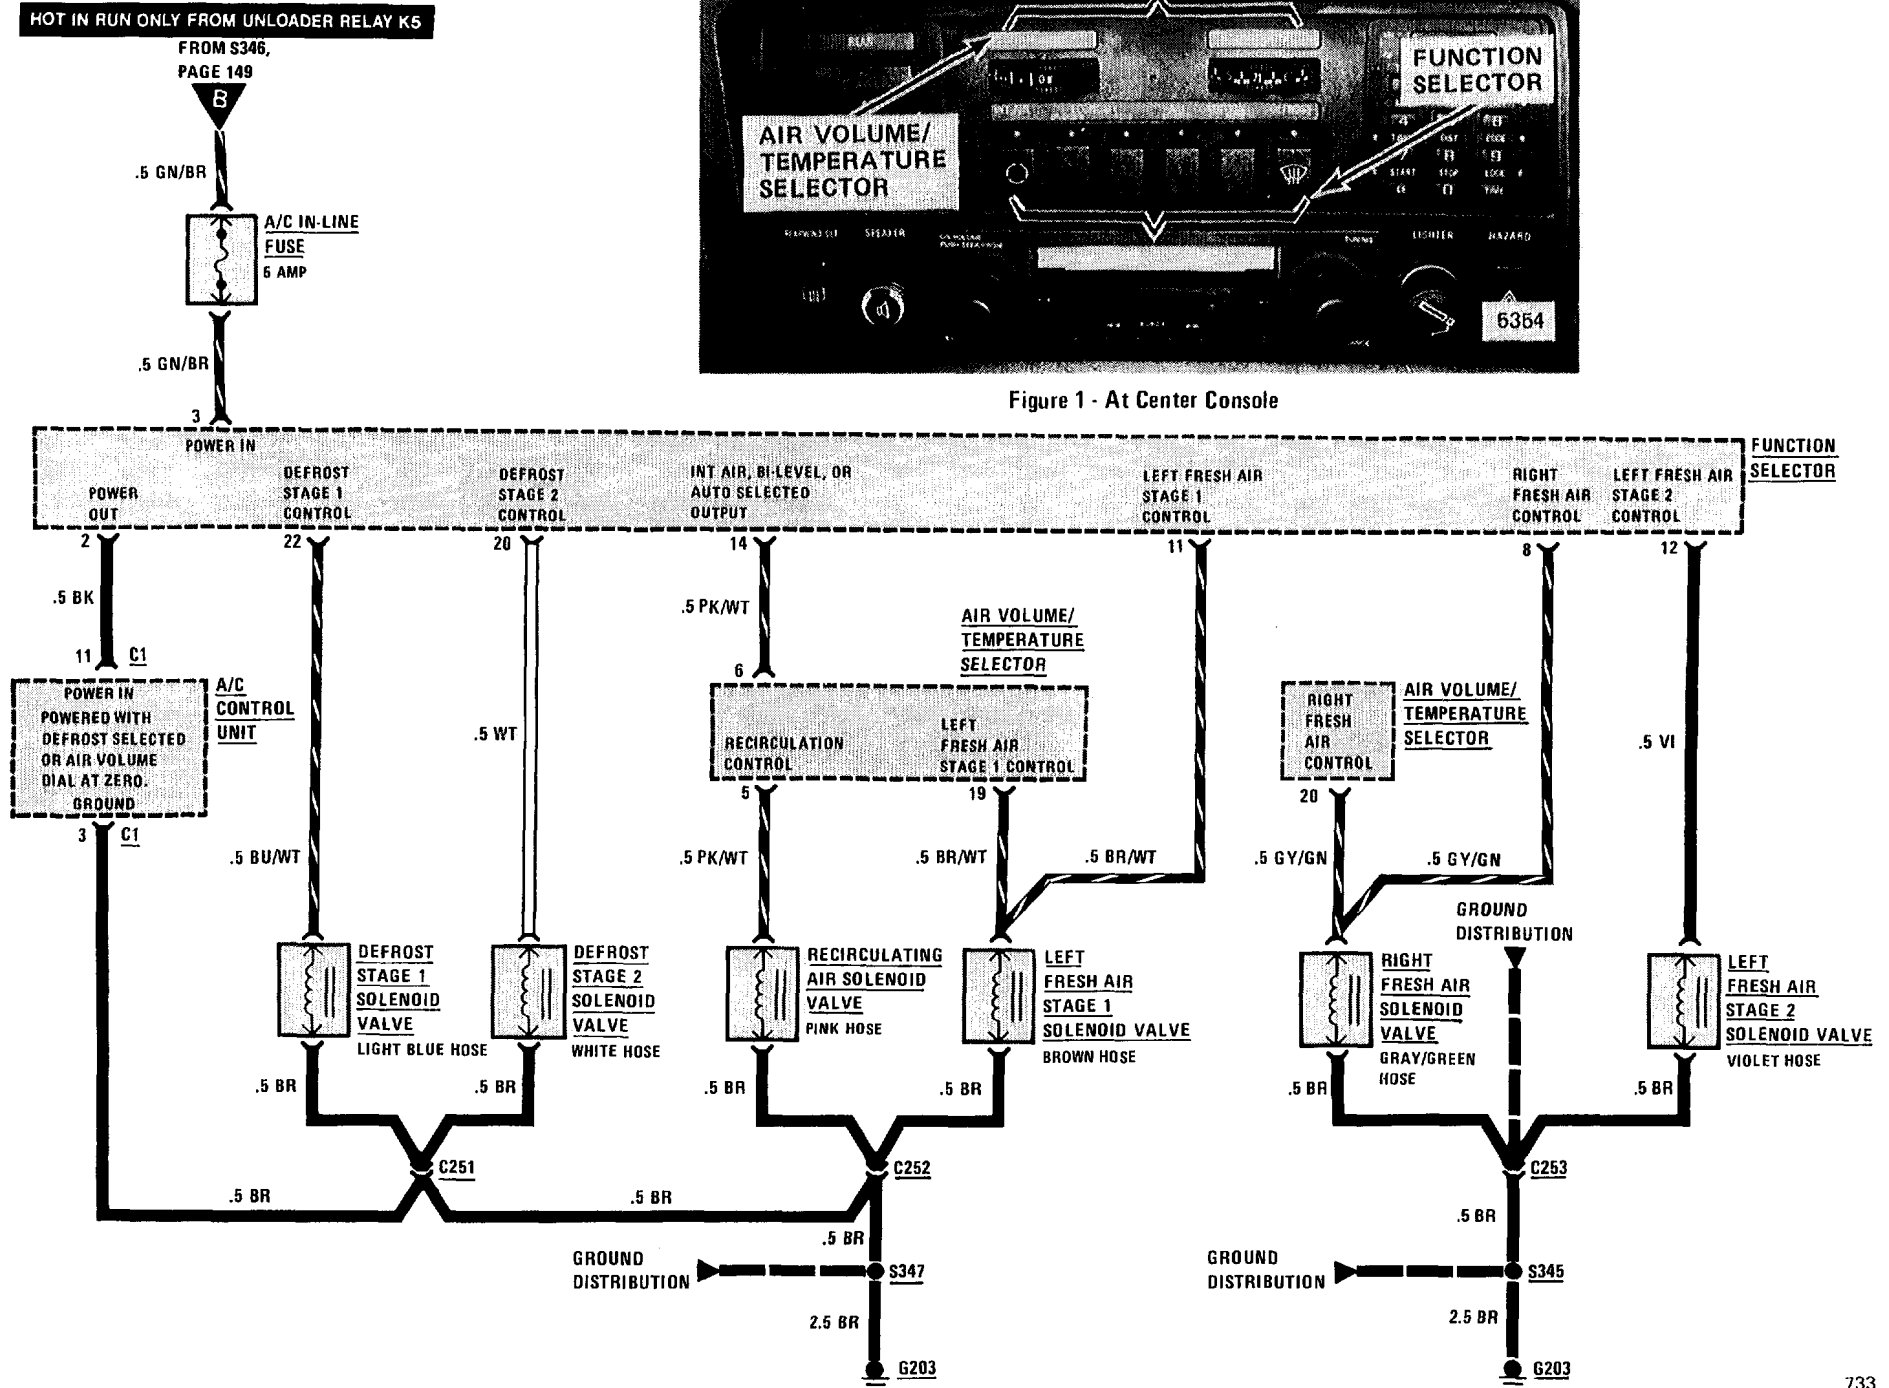 HOT IN RUN ONLY FROM UNLOADER RELAY K5
FROM S346,
PAGE 149
B
.5 GN/BR
A/C IN-LINE
FUSE
5 AMP
.5 GN/BR
AIR VOLUME/
TEMPERATURE
SELECTOR
FUNCTION
SELECTOR
SPEAKER
LIGHTER
HAZARD
START
STOP
5354
Figure 1 - At Center Console
3
POWER IN
FUNCTION
SELECTOR
POWER
OUT
DEFROST
STAGE 1
CONTROL
DEFROST
STAGE 2
CONTROL
INT AIR, BI-LEVEL, OR
AUTO SELECTED
OUTPUT
LEFT FRESH AIR
STAGE 1
CONTROL
RIGHT
FRESH AIR
CONTROL
LEFT FRESH AIR
STAGE 2
CONTROL
2
22
20
14
11
8
12
.5 BK
.5 PK/WT
11 C1
6
AIR VOLUME/
TEMPERATURE
SELECTOR
POWER IN
POWERED WITH
DEFROST SELECTED
OR AIR VOLUME
DIAL AT ZERO.
GROUND
A/C
CONTROL
UNIT
.5 WT
RECIRCULATION
CONTROL
LEFT
FRESH AIR
STAGE 1 CONTROL
RIGHT
FRESH
AIR
CONTROL
AIR VOLUME/
TEMPERATURE
SELECTOR
.5 VI
3 C1
5
19
20
.5 BU/WT
.5 PK/WT
.5 BR/WT
.5 BR/WT
.5 GY/GN
.5 GY/GN
GROUND
DISTRIBUTION
DEFROST
STAGE 1
SOLENOID
VALVE
LIGHT BLUE HOSE
DEFROST
STAGE 2
SOLENOID
VALVE
WHITE HOSE
RECIRCULATING
AIR SOLENOID
VALVE
PINK HOSE
LEFT
FRESH AIR
STAGE 1
SOLENOID VALVE
BROWN HOSE
RIGHT
FRESH AIR
SOLENOID
VALVE
GRAY/GREEN
HOSE
LEFT
FRESH AIR
STAGE 2
SOLENOID VALVE
VIOLET HOSE
.5 BR
.5 BR
.5 BR
.5 BR
.5 BR
.5 BR
C251
C252
C253
.5 BR
.5 BR
.5 BR
.5 BR
GROUND
DISTRIBUTION
S347
GROUND
DISTRIBUTION
S345
2.5 BR
2.5 BR
G203
G203
733